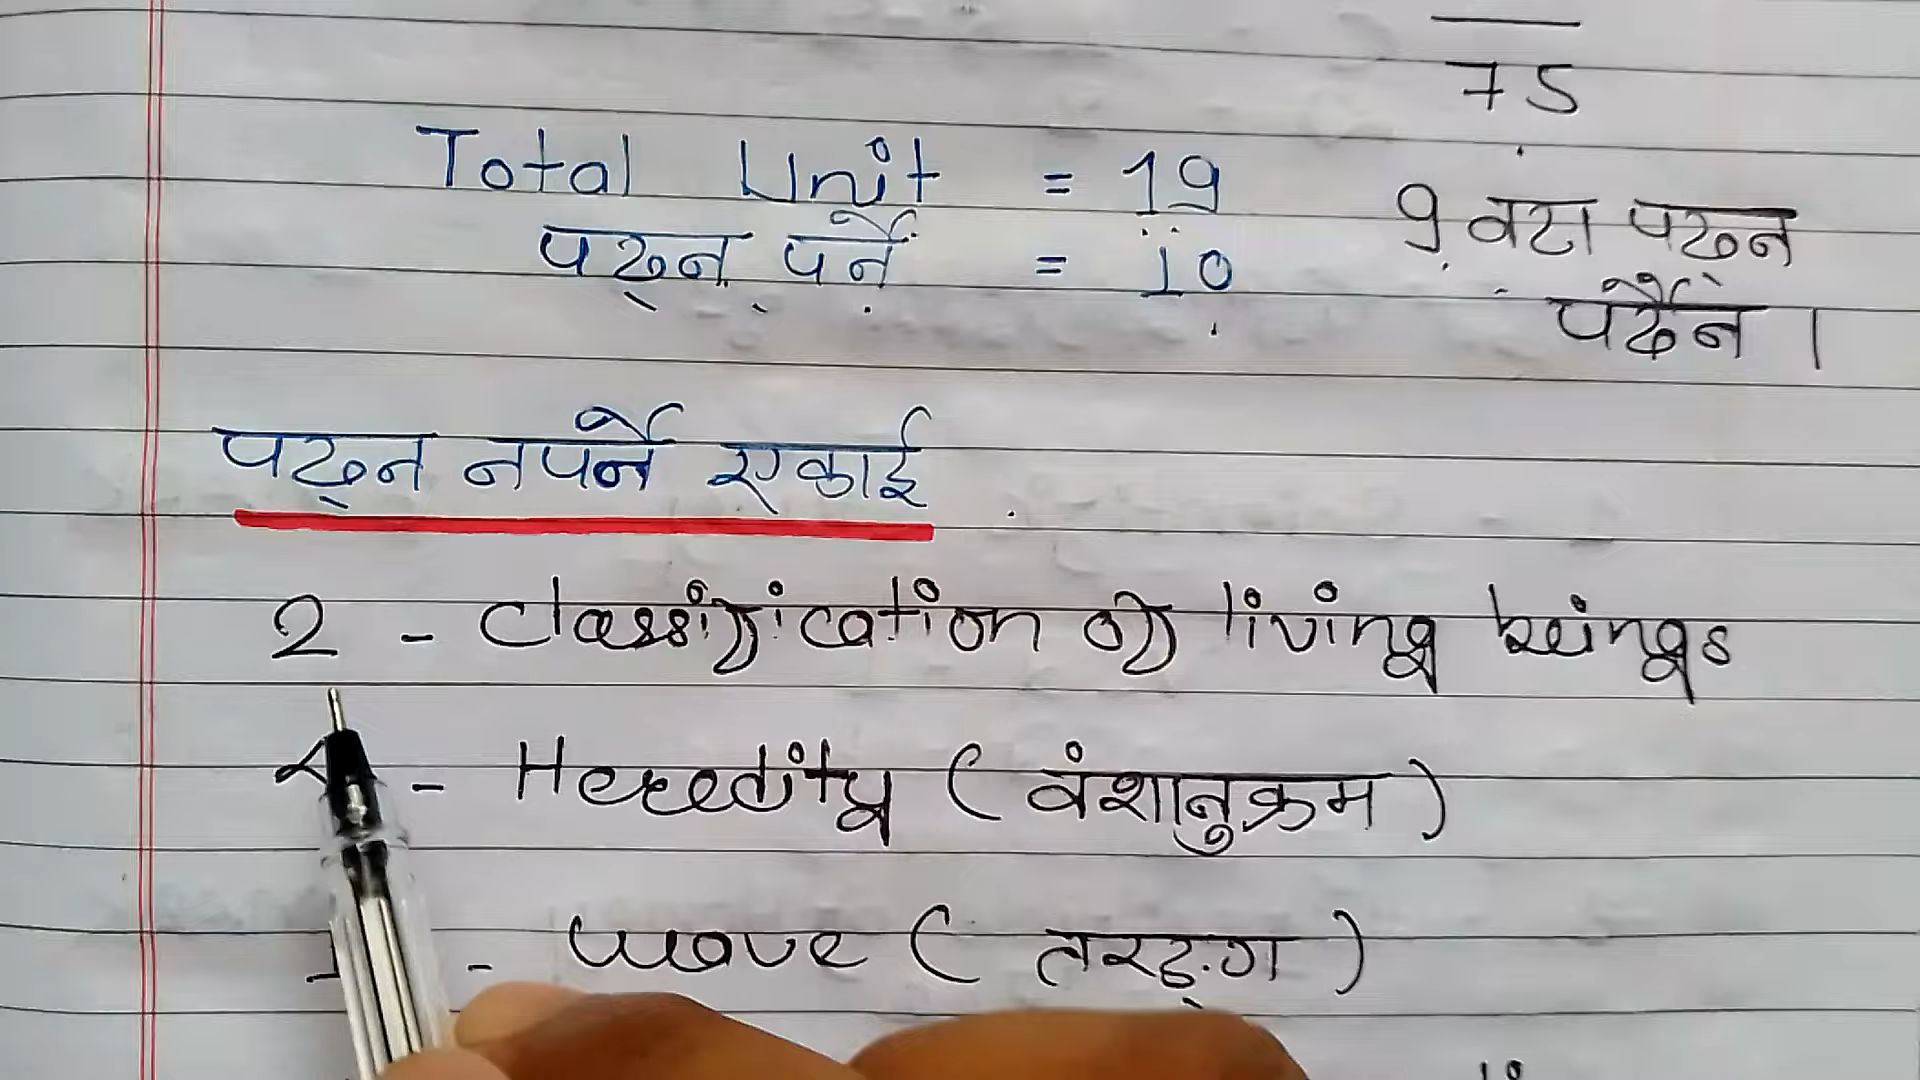 75
Total Unit = 19
पढ्न पर्ने = 10
9 वटा पढ्न
पर्दैन ।
पढ्न नपर्ने एकाई
2 - Classification of living beings
4 - Heredity ( वंशानुक्रम )
- wave ( तरङ्ग )